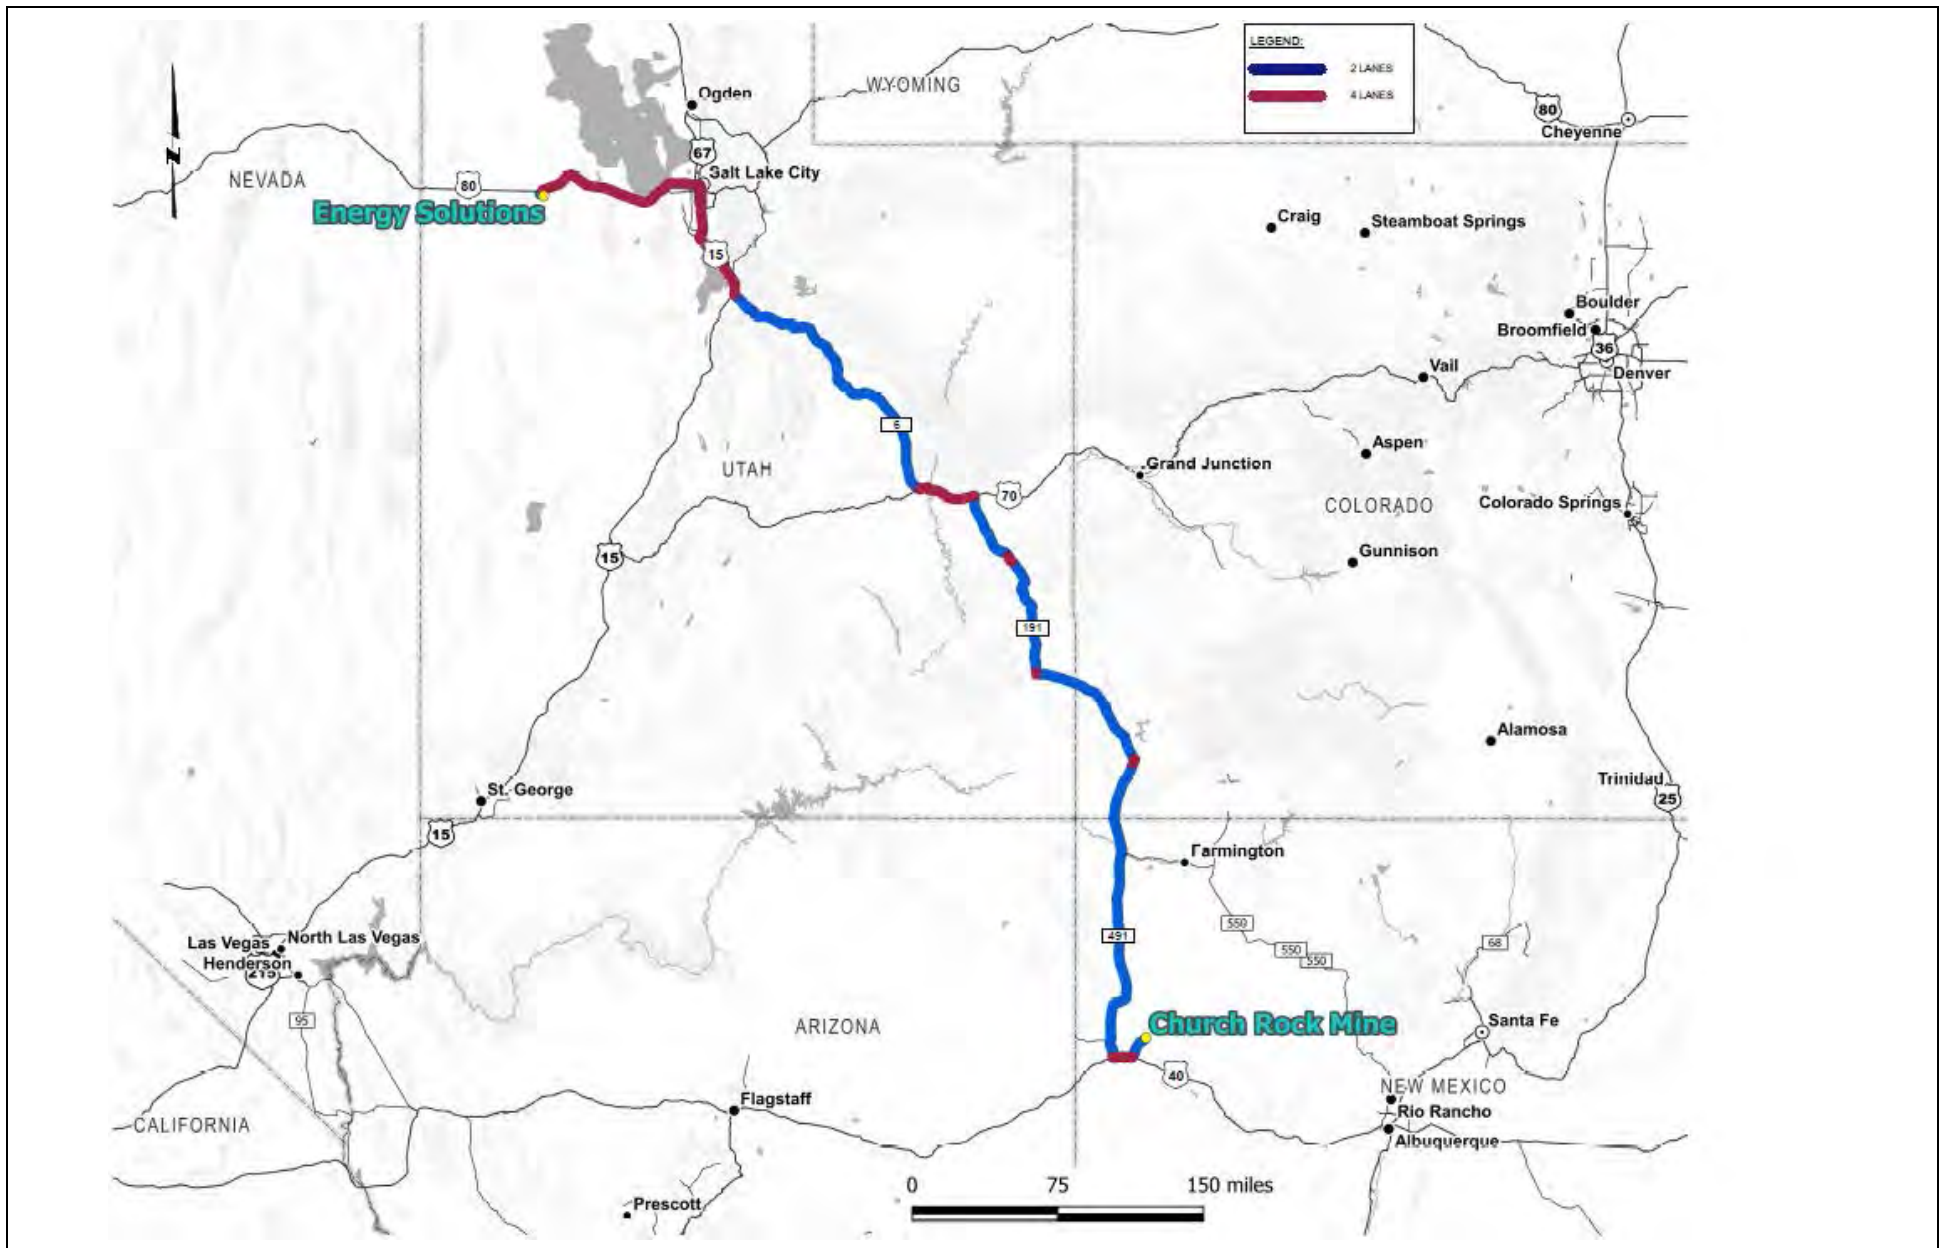 LEGEND:
2 LANES
4 LANES
WYOMING
Ogden
80
Cheyenne
67
Salt Lake City
NEVADA
80
Energy Solutions
Craig
Steamboat Springs
15
Boulder
Broomfield
36
Vail
Denver
6
Aspen
UTAH
Grand Junction
70
COLORADO
Colorado Springs
15
Gunnison
191
Alamosa
Trinidad
25
St. George
15
Farmington
550
491
Las Vegas
North Las Vegas
68
550
550
Henderson
215
95
ARIZONA
Church Rock Mine
Santa Fe
40
NEW MEXICO
Flagstaff
Rio Rancho
CALIFORNIA
Albuquerque
0 75 150 miles
Prescott
N